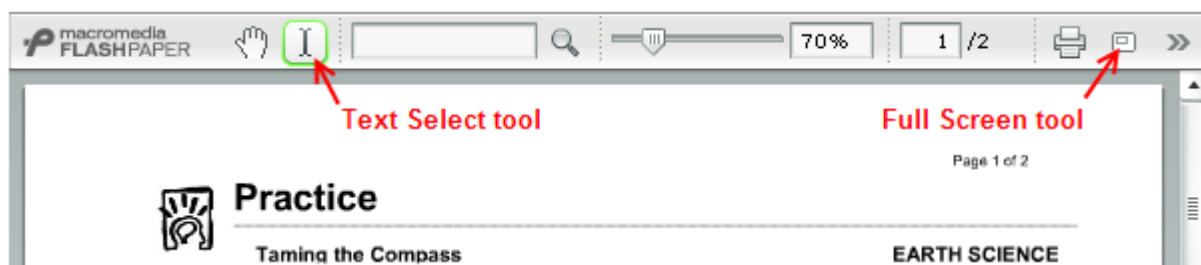 macromedia
FLASHPAPER
70%
1 /2
Text Select tool
Full Screen tool
Page 1 of 2
Practice
Taming the Compass
EARTH SCIENCE